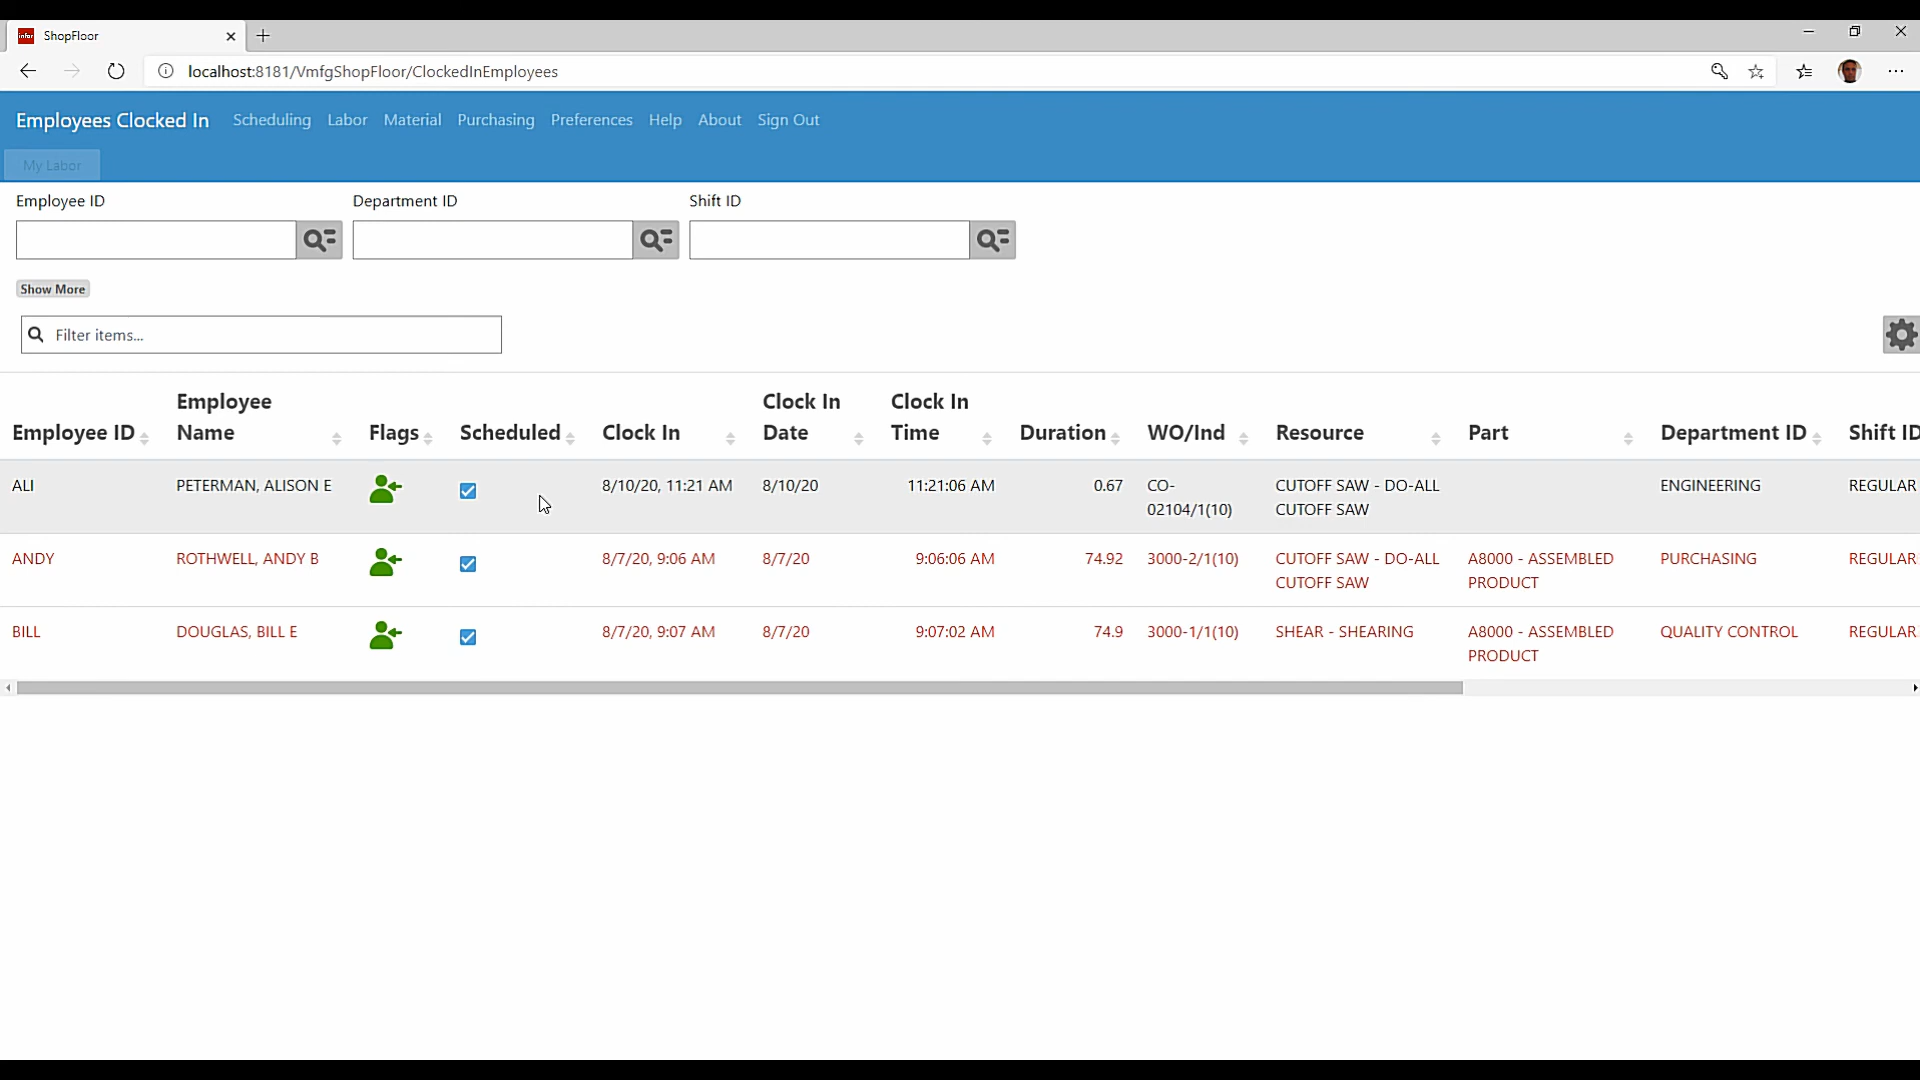 infor ShopFloor
localhost:8181/VmfgShopFloor/ClockedInEmployees
Employees Clocked In Scheduling Labor Material Purchasing Preferences Help About Sign Out
My Labor
Employee ID Department ID Shift ID
Show More
Filter items...
Employee ID Employee Name Flags Scheduled Clock In Clock In Date Clock In Time Duration WO/Ind Resource Part Department ID Shift ID
ALI PETERMAN, ALISON E 8/10/20, 11:21 AM 8/10/20 11:21:06 AM 0.67 CO- CUTOFF SAW - DO-ALL ENGINEERING REGULAR
02104/1(10) CUTOFF SAW
ANDY ROTHWELL, ANDY B 8/7/20, 9:06 AM 8/7/20 9:06:06 AM 74.92 3000-2/1(10) CUTOFF SAW - DO-ALL A8000 - ASSEMBLED PURCHASING REGULAR
CUTOFF SAW PRODUCT
BILL DOUGLAS, BILL E 8/7/20, 9:07 AM 8/7/20 9:07:02 AM 74.9 3000-1/1(10) SHEAR - SHEARING A8000 - ASSEMBLED QUALITY CONTROL REGULAR
PRODUCT